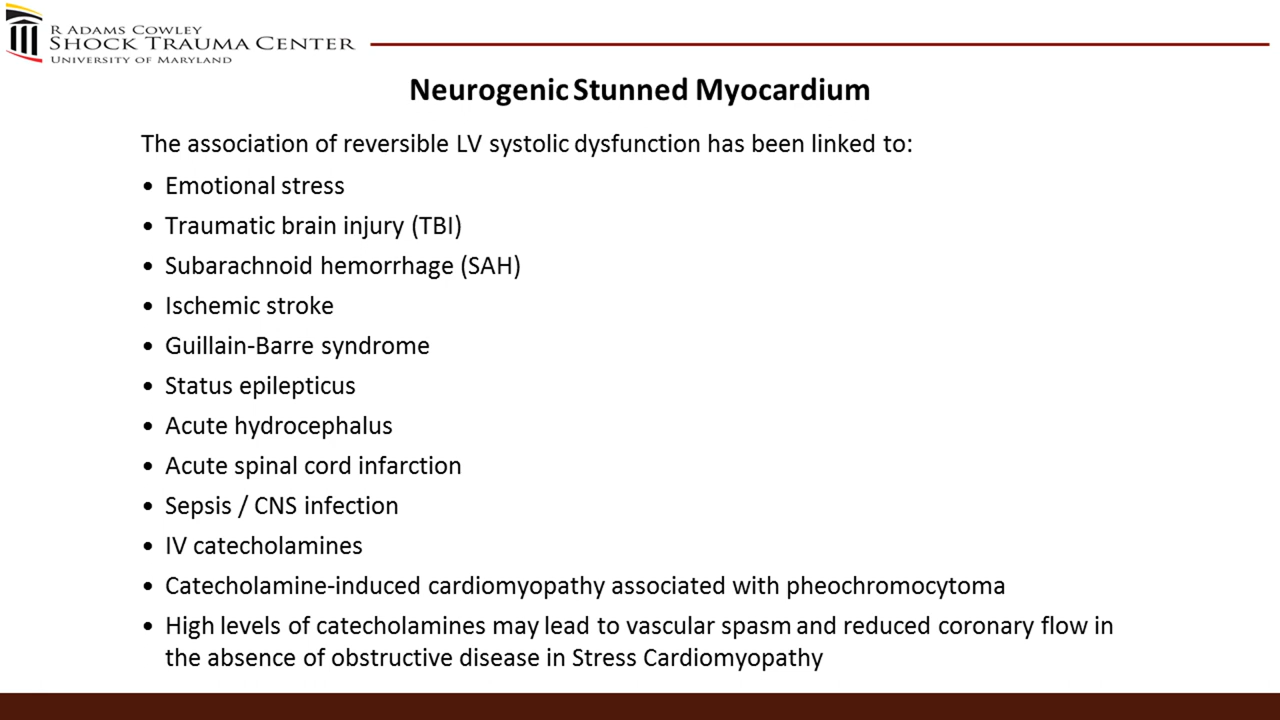 R ADAMS COWLEY
SHOCK TRAUMA CENTER
UNIVERSITY OF MARYLAND
Neurogenic Stunned Myocardium
The association of reversible LV systolic dysfunction has been linked to:
• Emotional stress
• Traumatic brain injury (TBI)
• Subarachnoid hemorrhage (SAH)
• Ischemic stroke
• Guillain-Barre syndrome
• Status epilepticus
• Acute hydrocephalus
• Acute spinal cord infarction
• Sepsis / CNS infection
• IV catecholamines
• Catecholamine-induced cardiomyopathy associated with pheochromocytoma
• High levels of catecholamines may lead to vascular spasm and reduced coronary flow in
the absence of obstructive disease in Stress Cardiomyopathy